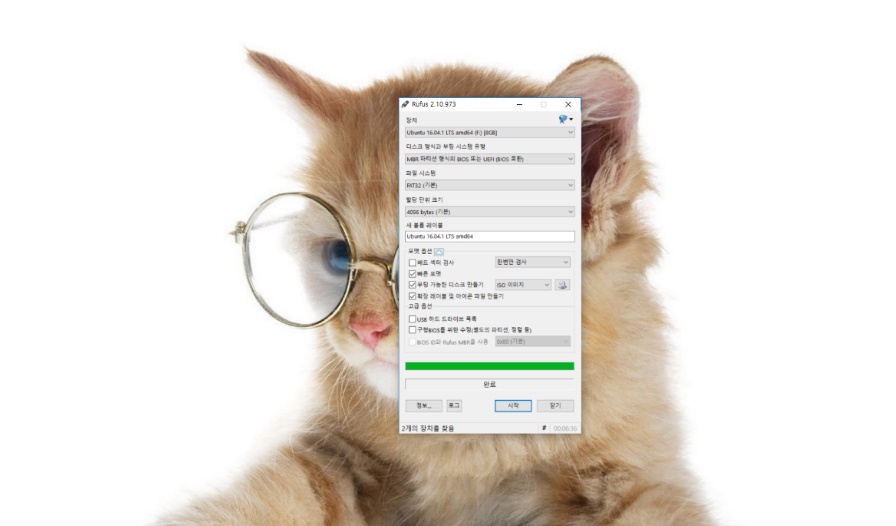 Rufus 2.10.973
장치
Ubuntu 16.04.1 LTS amd64 (F:) [8GB]
디스크 형식과 부팅 시스템 유형
MBR 파티션 형식의 BIOS 또는 UEFI (BIOS 호환)
파일 시스템
FAT32 (기본)
할당 단위 크기
4096 bytes (기본)
새 볼륨 레이블
Ubuntu 16.04.1 LTS amd64
포맷 옵션
배드 섹터 검사 한번만 검사
빠른 포맷
부팅 가능한 디스크 만들기 ISO 이미지
확장 레이블 및 아이콘 파일 만들기
고급 옵션
USB 하드 드라이브 목록
구형BIOS를 위한 수정(별도의 파티션, 정렬 등)
BIOS ID와 Rufus MBR를 사용 0x80 (기본)
완료
정보... 로그 시작 닫기
2개의 장치를 찾음 # 00:06:36